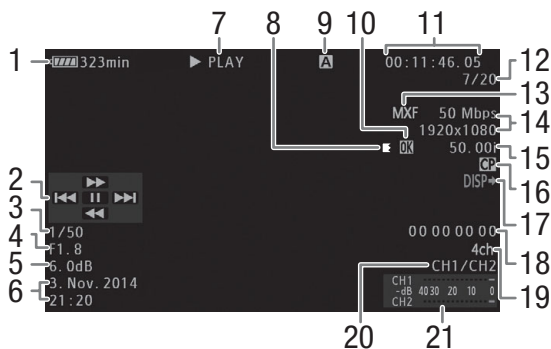 7
8
9
10
11
1
323min
PLAY
A
00:11:46.05
12
7/20
13
MXF
50 Mbps
14
1920x1080
OK
50.00i
15
CP
16
DISP
17
2
3
1/50
00 00 00 00
18
4
F1.8
4ch
19
5
6.0dB
CH1/CH2
6
3. Nov. 2014
21:20
CH1
-dB 40 30 20 10 0
CH2
20
21